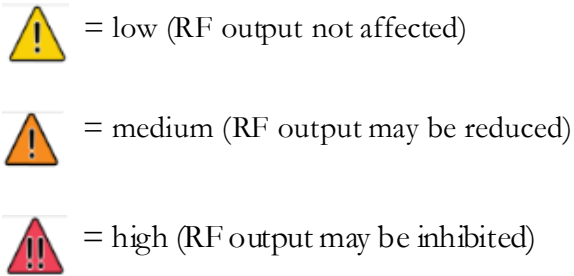 ! = low (RF output not affected)
! = medium (RF output may be reduced)
!! = high (RF output may be inhibited)